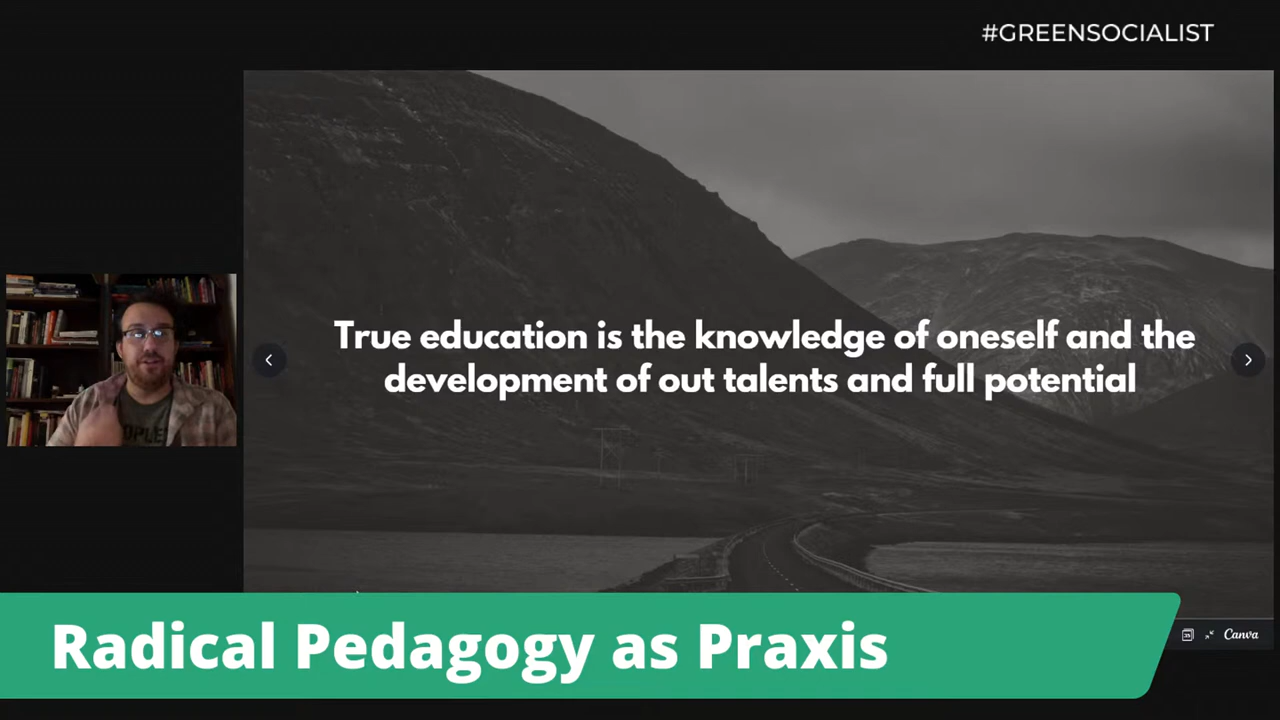 #GREENSOCIALIST
True education is the knowledge of oneself and the
development of out talents and full potential
OPLE
Canva
Radical Pedagogy as Praxis